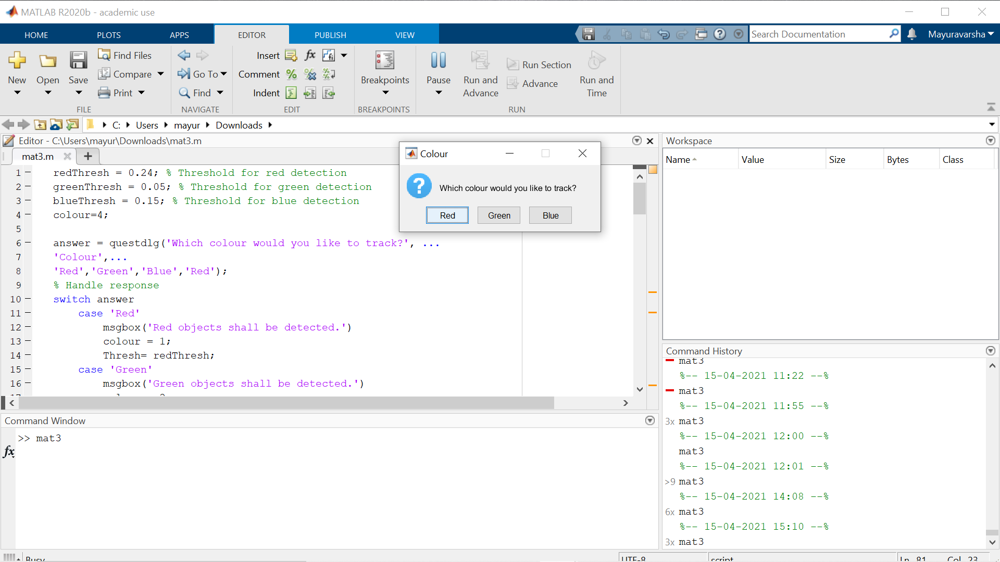 MATLAB R2020b - academic use
HOME PLOTS APPS EDITOR PUBLISH VIEW
Search Documentation
Mayuravarsha
New
Open
Save
Find Files
Compare
Print
FILE
Go To
Find
NAVIGATE
Insert
Comment
Indent
EDIT
Breakpoints
BREAKPOINTS
Pause
Run and Advance
Run Section
Advance
Run and Time
RUN
C: Users mayur Downloads
Editor - C:\Users\mayur\Downloads\mat3.m
mat3.m
1 redThresh = 0.24; % Threshold for red detection
2 greenThresh = 0.05; % Threshold for green detection
3 blueThresh = 0.15; % Threshold for blue detection
4 colour=4;
5
6 answer = questdlg('Which colour would you like to track?', ...
7 'Colour',...
8 'Red','Green','Blue','Red');
9 % Handle response
10 switch answer
11 case 'Red'
12 msgbox('Red objects shall be detected.')
13 colour = 1;
14 Thresh= redThresh;
15 case 'Green'
16 msgbox('Green objects shall be detected.')
Colour
Which colour would you like to track?
Red Green Blue
Workspace
Name Value Size Bytes Class
Command History
mat3
%-- 15-04-2021 11:22 --%
mat3
%-- 15-04-2021 11:55 --%
3x mat3
%-- 15-04-2021 12:00 --%
mat3
%-- 15-04-2021 12:01 --%
>9 mat3
%-- 15-04-2021 14:08 --%
6x mat3
%-- 15-04-2021 15:10 --%
3x mat3
Command Window
>> mat3
fx
Busy
UTF-8
script
Ln 81 Col 23